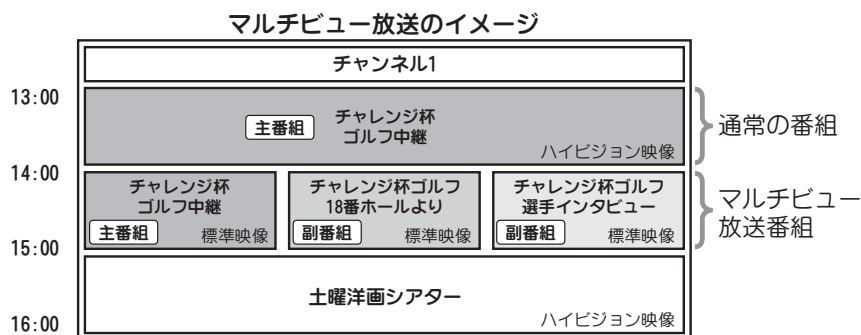 マルチビュー放送のイメージ
チャンネル1
13:00
主番組
チャレンジ杯
ゴルフ中継
ハイビジョン映像
通常の番組
14:00
チャレンジ杯
ゴルフ中継
主番組
標準映像
チャレンジ杯ゴルフ
18番ホールより
副番組
標準映像
チャレンジ杯ゴルフ
選手インタビュー
副番組
標準映像
マルチビュー
放送番組
15:00
土曜洋画シアター
ハイビジョン映像
16:00